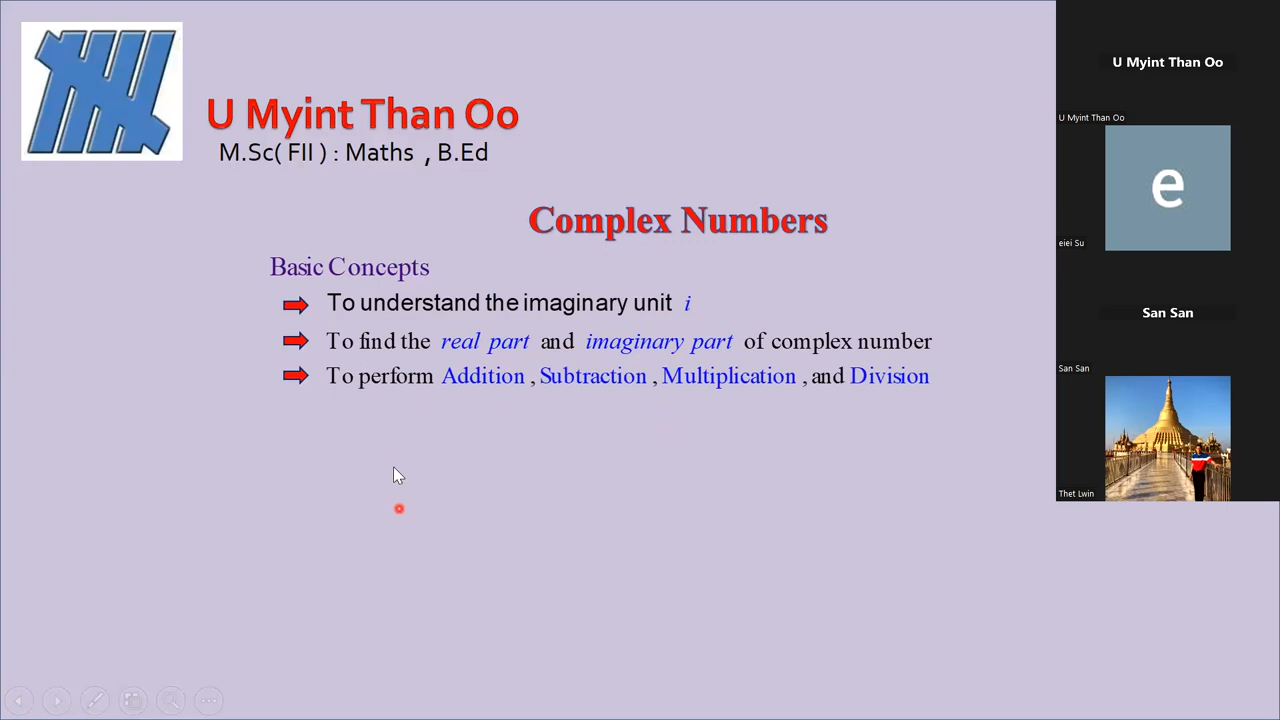 U Myint Than Oo
M.Sc( FII ) : Maths , B.Ed
Complex Numbers
Basic Concepts
To understand the imaginary unit i
To find the real part and imaginary part of complex number
To perform Addition , Subtraction , Multiplication , and Division
U Myint Than Oo
U Myint Than Oo
e
eiei Su
San San
San San
Thet Lwin